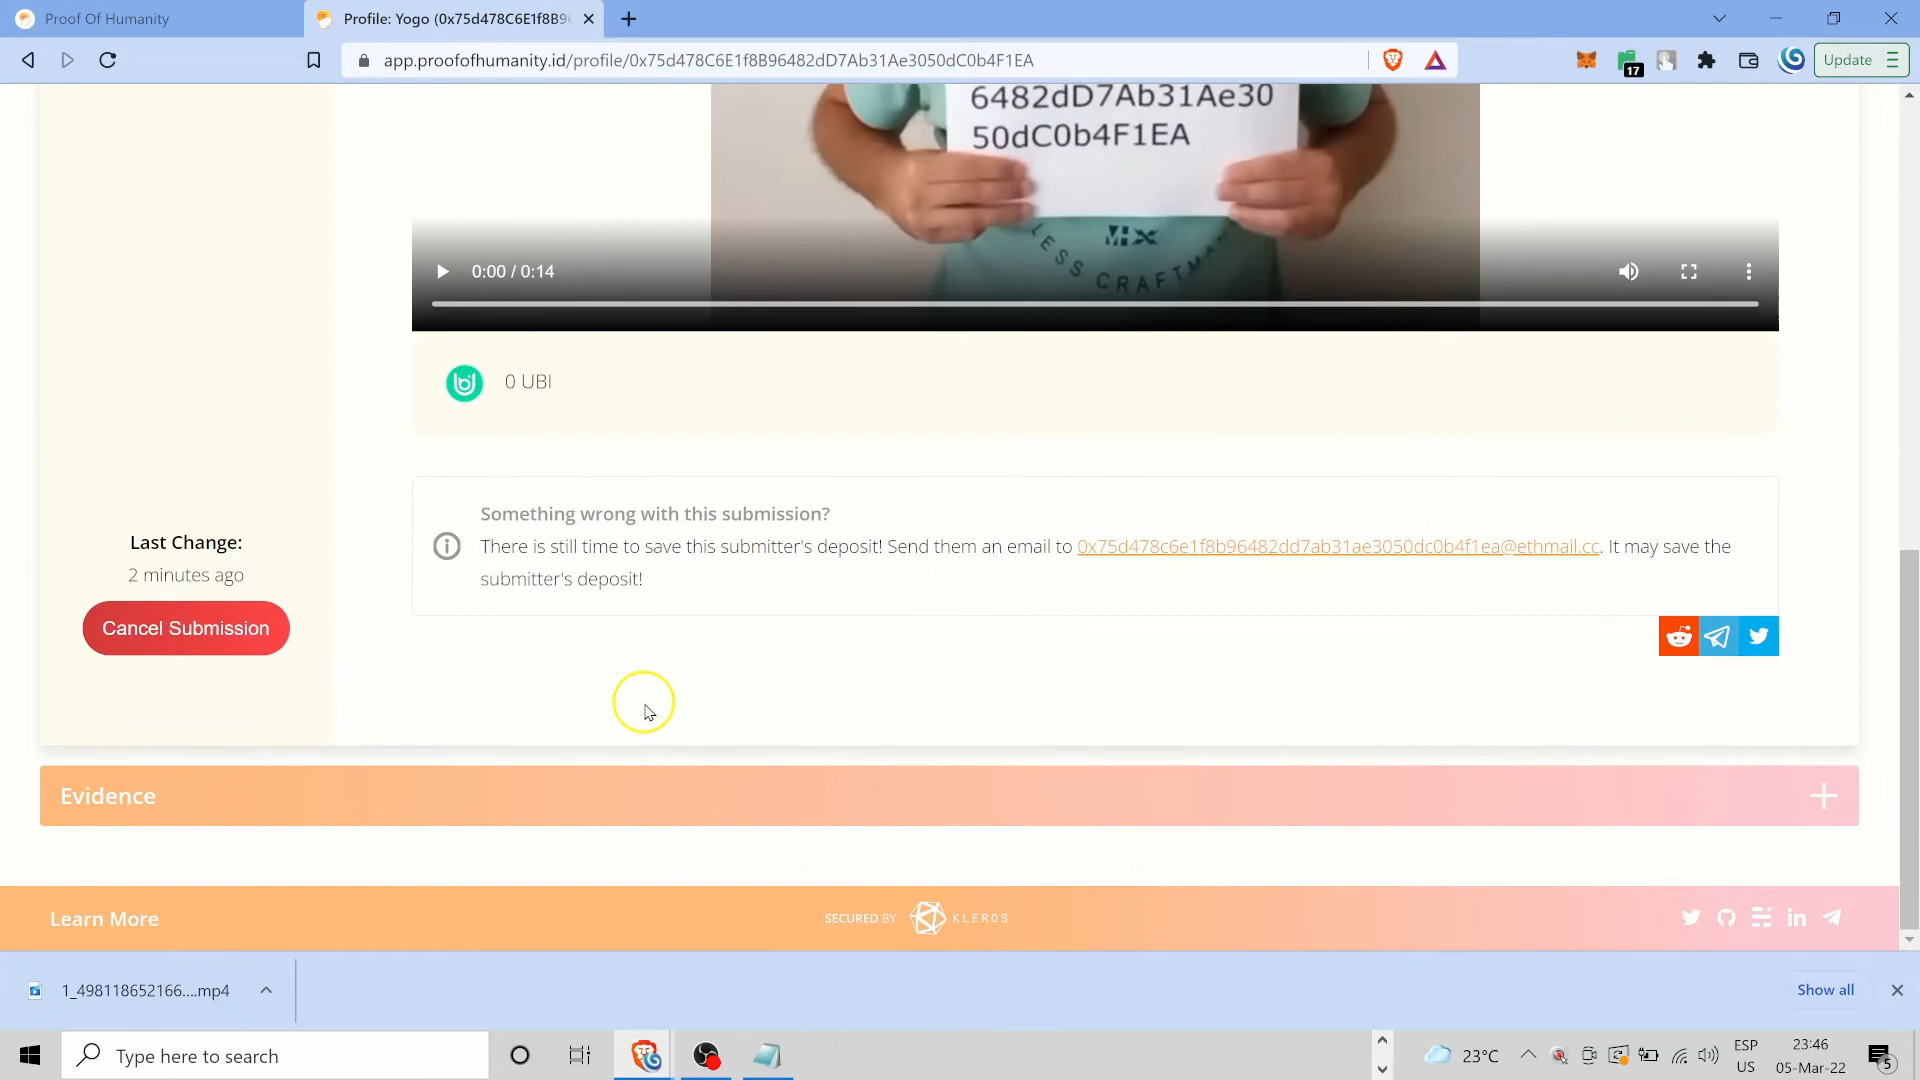 Proof Of Humanity
Profile: Yogo (0x75d478C6E1f8B9
app.proofofhumanity.id/profile/0x75d478C6E1f8B96482dD7Ab31Ae3050dC0b4F1EA
17
Update
6482dD7Ab31Ae30
50dC0b4F1EA
LESS CRAFTMA
0:00 / 0:14
0 UBI
Something wrong with this submission?
There is still time to save this submitter's deposit! Send them an email to 0x75d478c6e1f8b96482dd7ab31ae3050dc0b4f1ea@ethmail.cc. It may save the
submitter's deposit!
Last Change:
2 minutes ago
Cancel Submission
Evidence
Learn More
SECURED BY KLEROS
1_498118652166....mp4
Show all
Type here to search
23°C
ESP
US
23:46
05-Mar-22
5